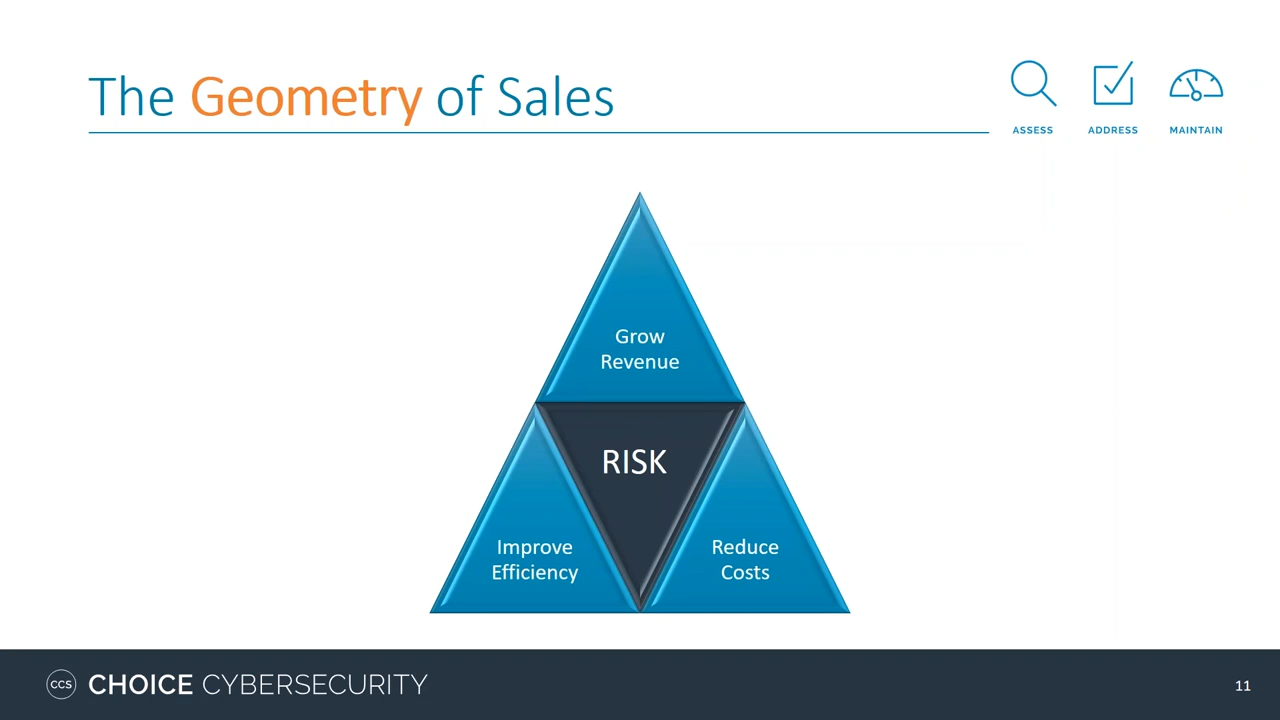 The Geometry of Sales
ASSESS
ADDRESS
MAINTAIN
Grow
Revenue
RISK
Improve
Efficiency
Reduce
Costs
CCS CHOICE CYBERSECURITY
11